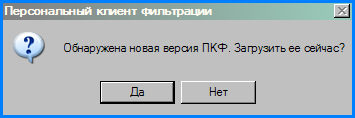 Персональный клиент фильтрации
Обнаружена новая версия ПКФ. Загрузить ее сейчас?
Да
Нет